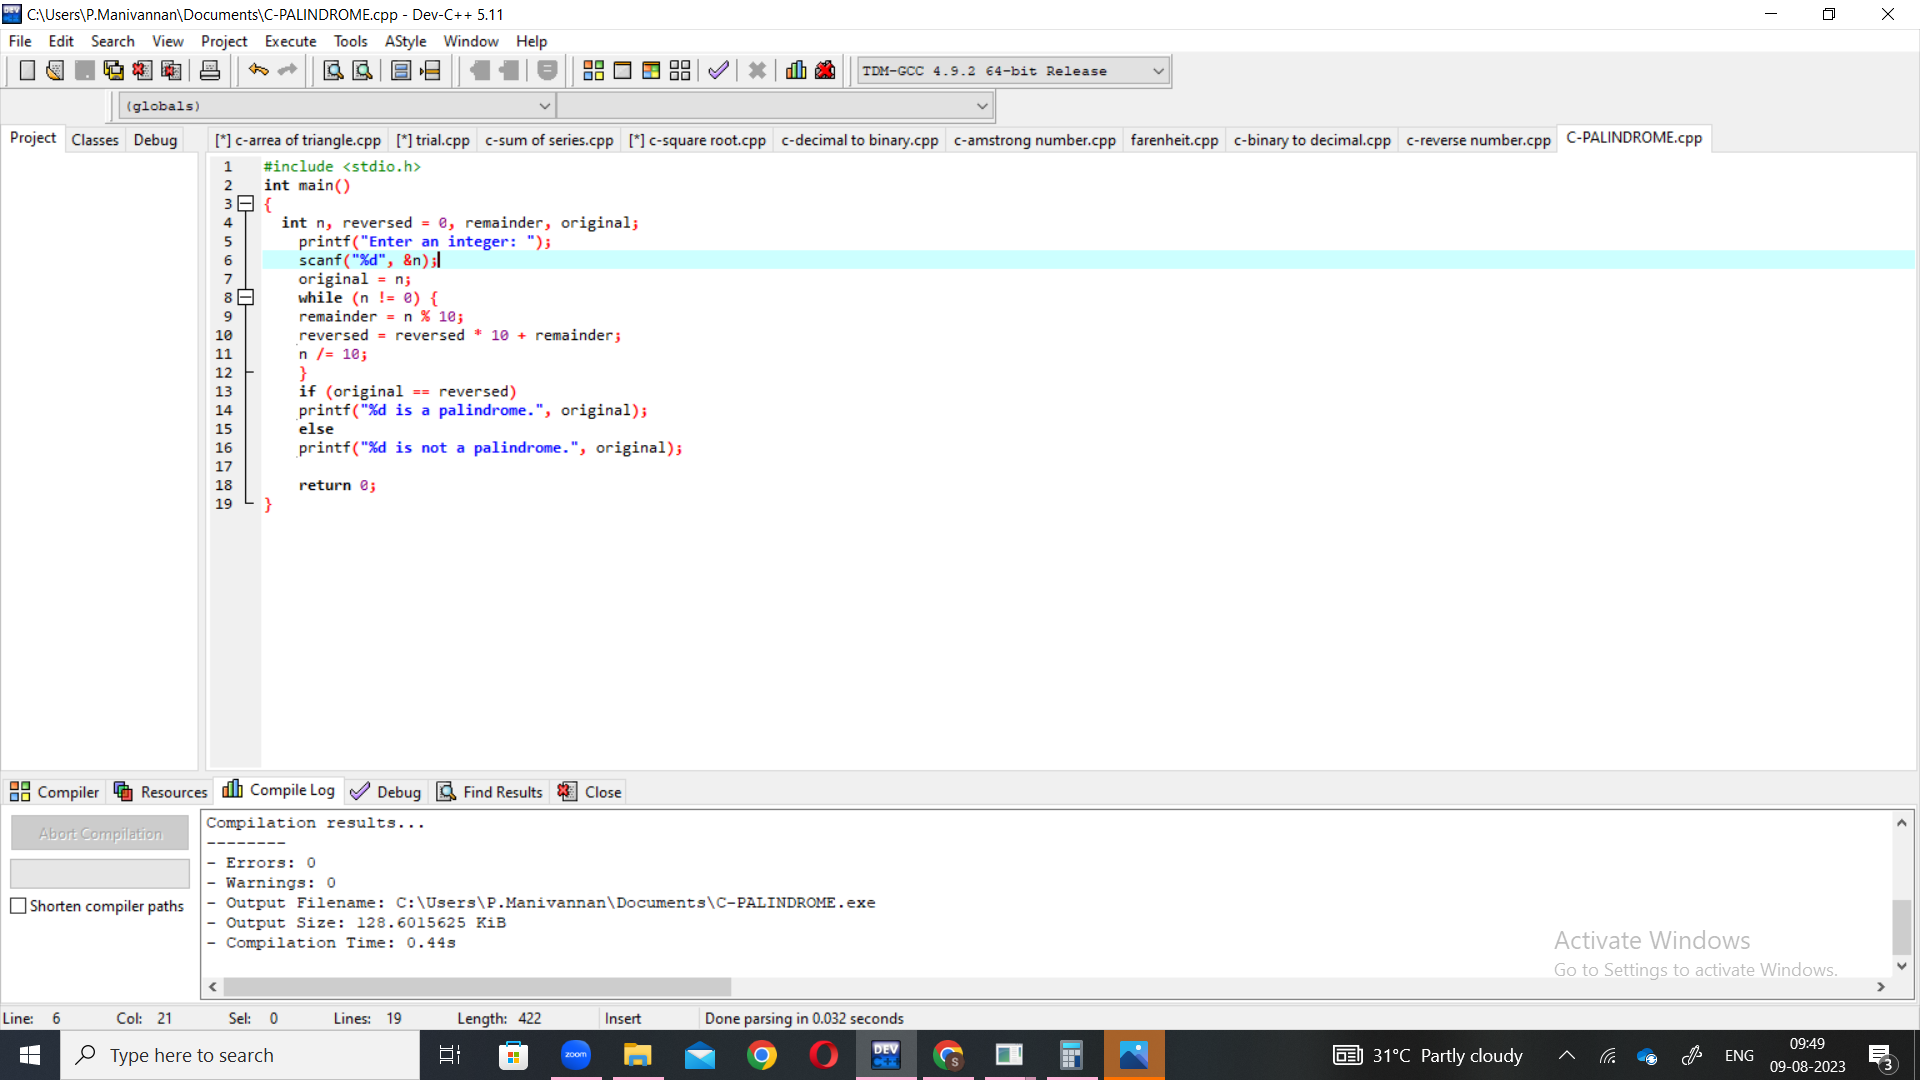 C:\Users\P.Manivannan\Documents\C-PALINDROME.cpp - Dev-C++ 5.11
File Edit Search View Project Execute Tools AStyle Window Help
TDM-GCC 4.9.2 64-bit Release
(globals)
Project Classes Debug [*] c-area of triangle.cpp [*] trial.cpp c-sum of series.cpp [*] c-square root.cpp c-decimal to binary.cpp c-amstrong number.cpp farenheit.cpp c-binary to decimal.cpp c-reverse number.cpp C-PALINDROME.cpp
1 #include <stdio.h>
2 int main()
3 {
4 int n, reversed = 0, remainder, original;
5 printf("Enter an integer: ");
6 scanf("%d", &n);
7 original = n;
8 while (n != 0) {
9 remainder = n % 10;
10 reversed = reversed * 10 + remainder;
11 n /= 10;
12 }
13 if (original == reversed)
14 printf("%d is a palindrome.", original);
15 else
16 printf("%d is not a palindrome.", original);
17
18 return 0;
19 }
Compiler Resources Compile Log Debug Find Results Close
Abort Compilation
Shorten compiler paths
Compilation results...
--------
- Errors: 0
- Warnings: 0
- Output Filename: C:\Users\P.Manivannan\Documents\C-PALINDROME.exe
- Output Size: 128.6015625 KiB
- Compilation Time: 0.44s
Activate Windows
Go to Settings to activate Windows.
Line: 6 Col: 21 Sel: 0 Lines: 19 Length: 422 Insert Done parsing in 0.032 seconds
Type here to search
zoom
DEV
C++
S
31°C Partly cloudy
ENG
09:49
09-08-2023
3